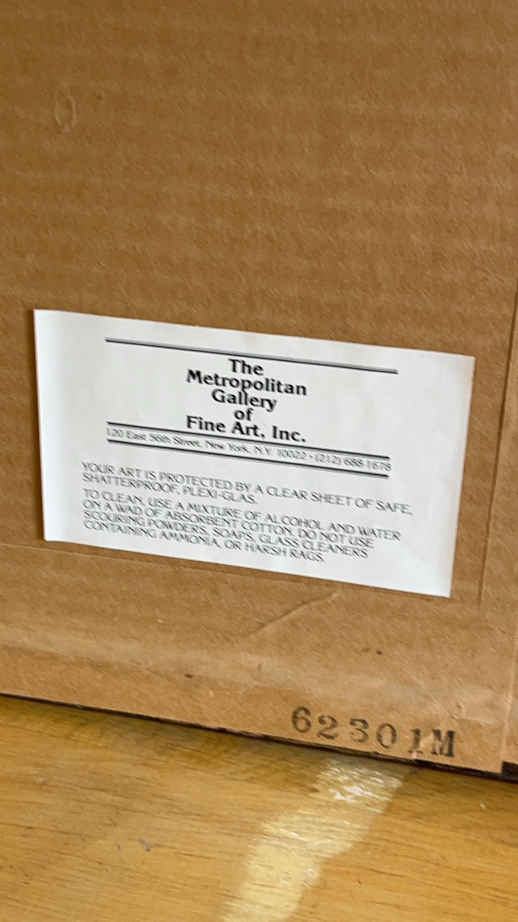 The
Metropolitan
Gallery
of
Fine Art, Inc.
120 East 56th Street, New York, N.Y. 10022 • (212) 688-1678
YOUR ART IS PROTECTED BY A CLEAR SHEET OF SAFE,
SHATTERPROOF, PLEXI-GLAS.
TO CLEAN, USE A MIXTURE OF ALCOHOL AND WATER
ON A WAD OF ABSORBENT COTTON. DO NOT USE
SCOURING POWDERS, SOAPS, GLASS CLEANERS
CONTAINING AMMONIA, OR HARSH RAGS.
62301M